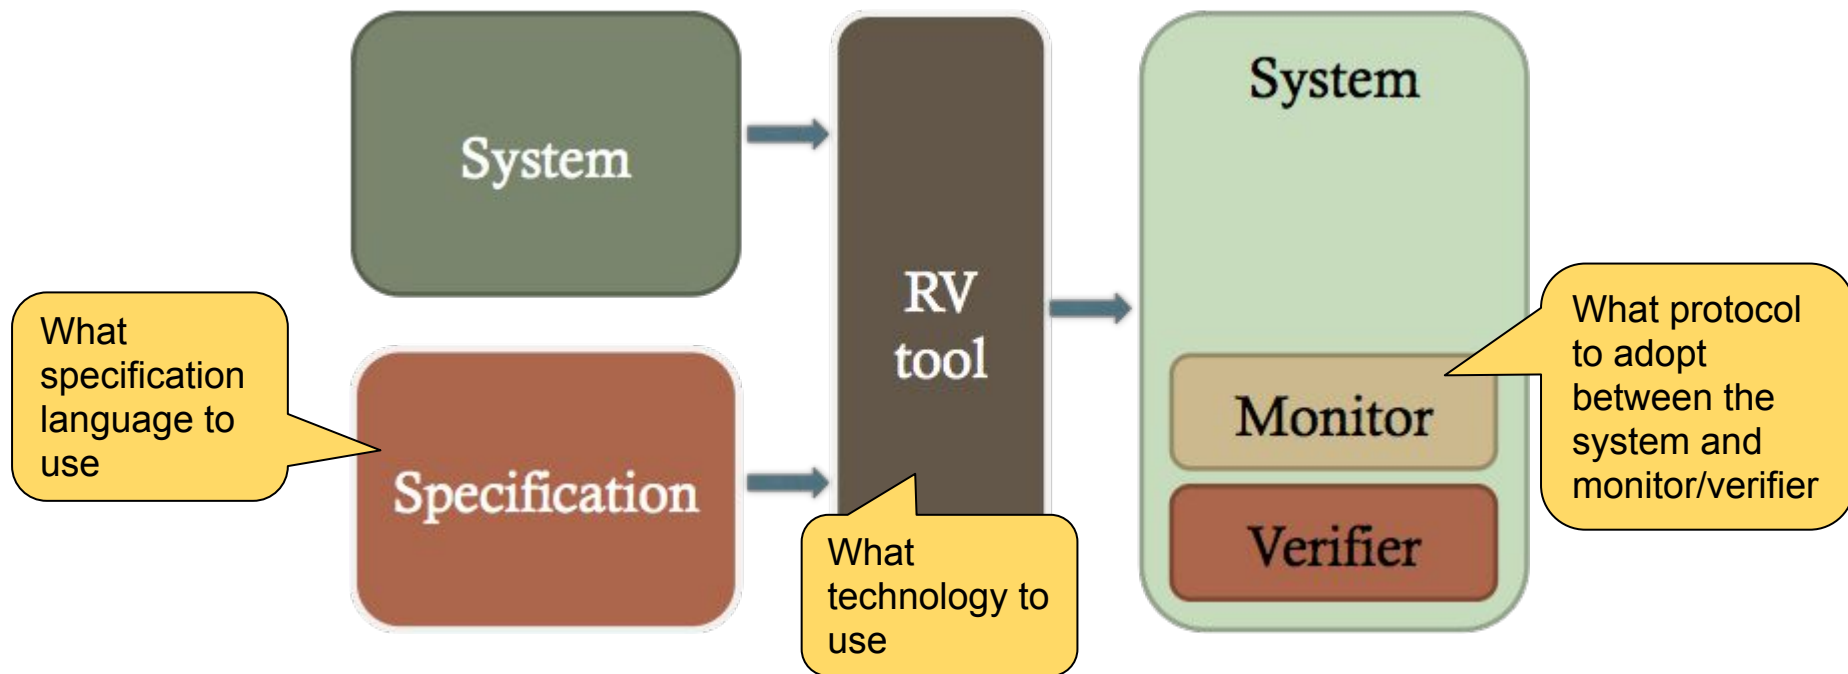 System
Specification
What
specification
language to
use
RV
tool
What
technology to
use
System
Monitor
Verifier
What protocol
to adopt
between the
system and
monitor/verifier